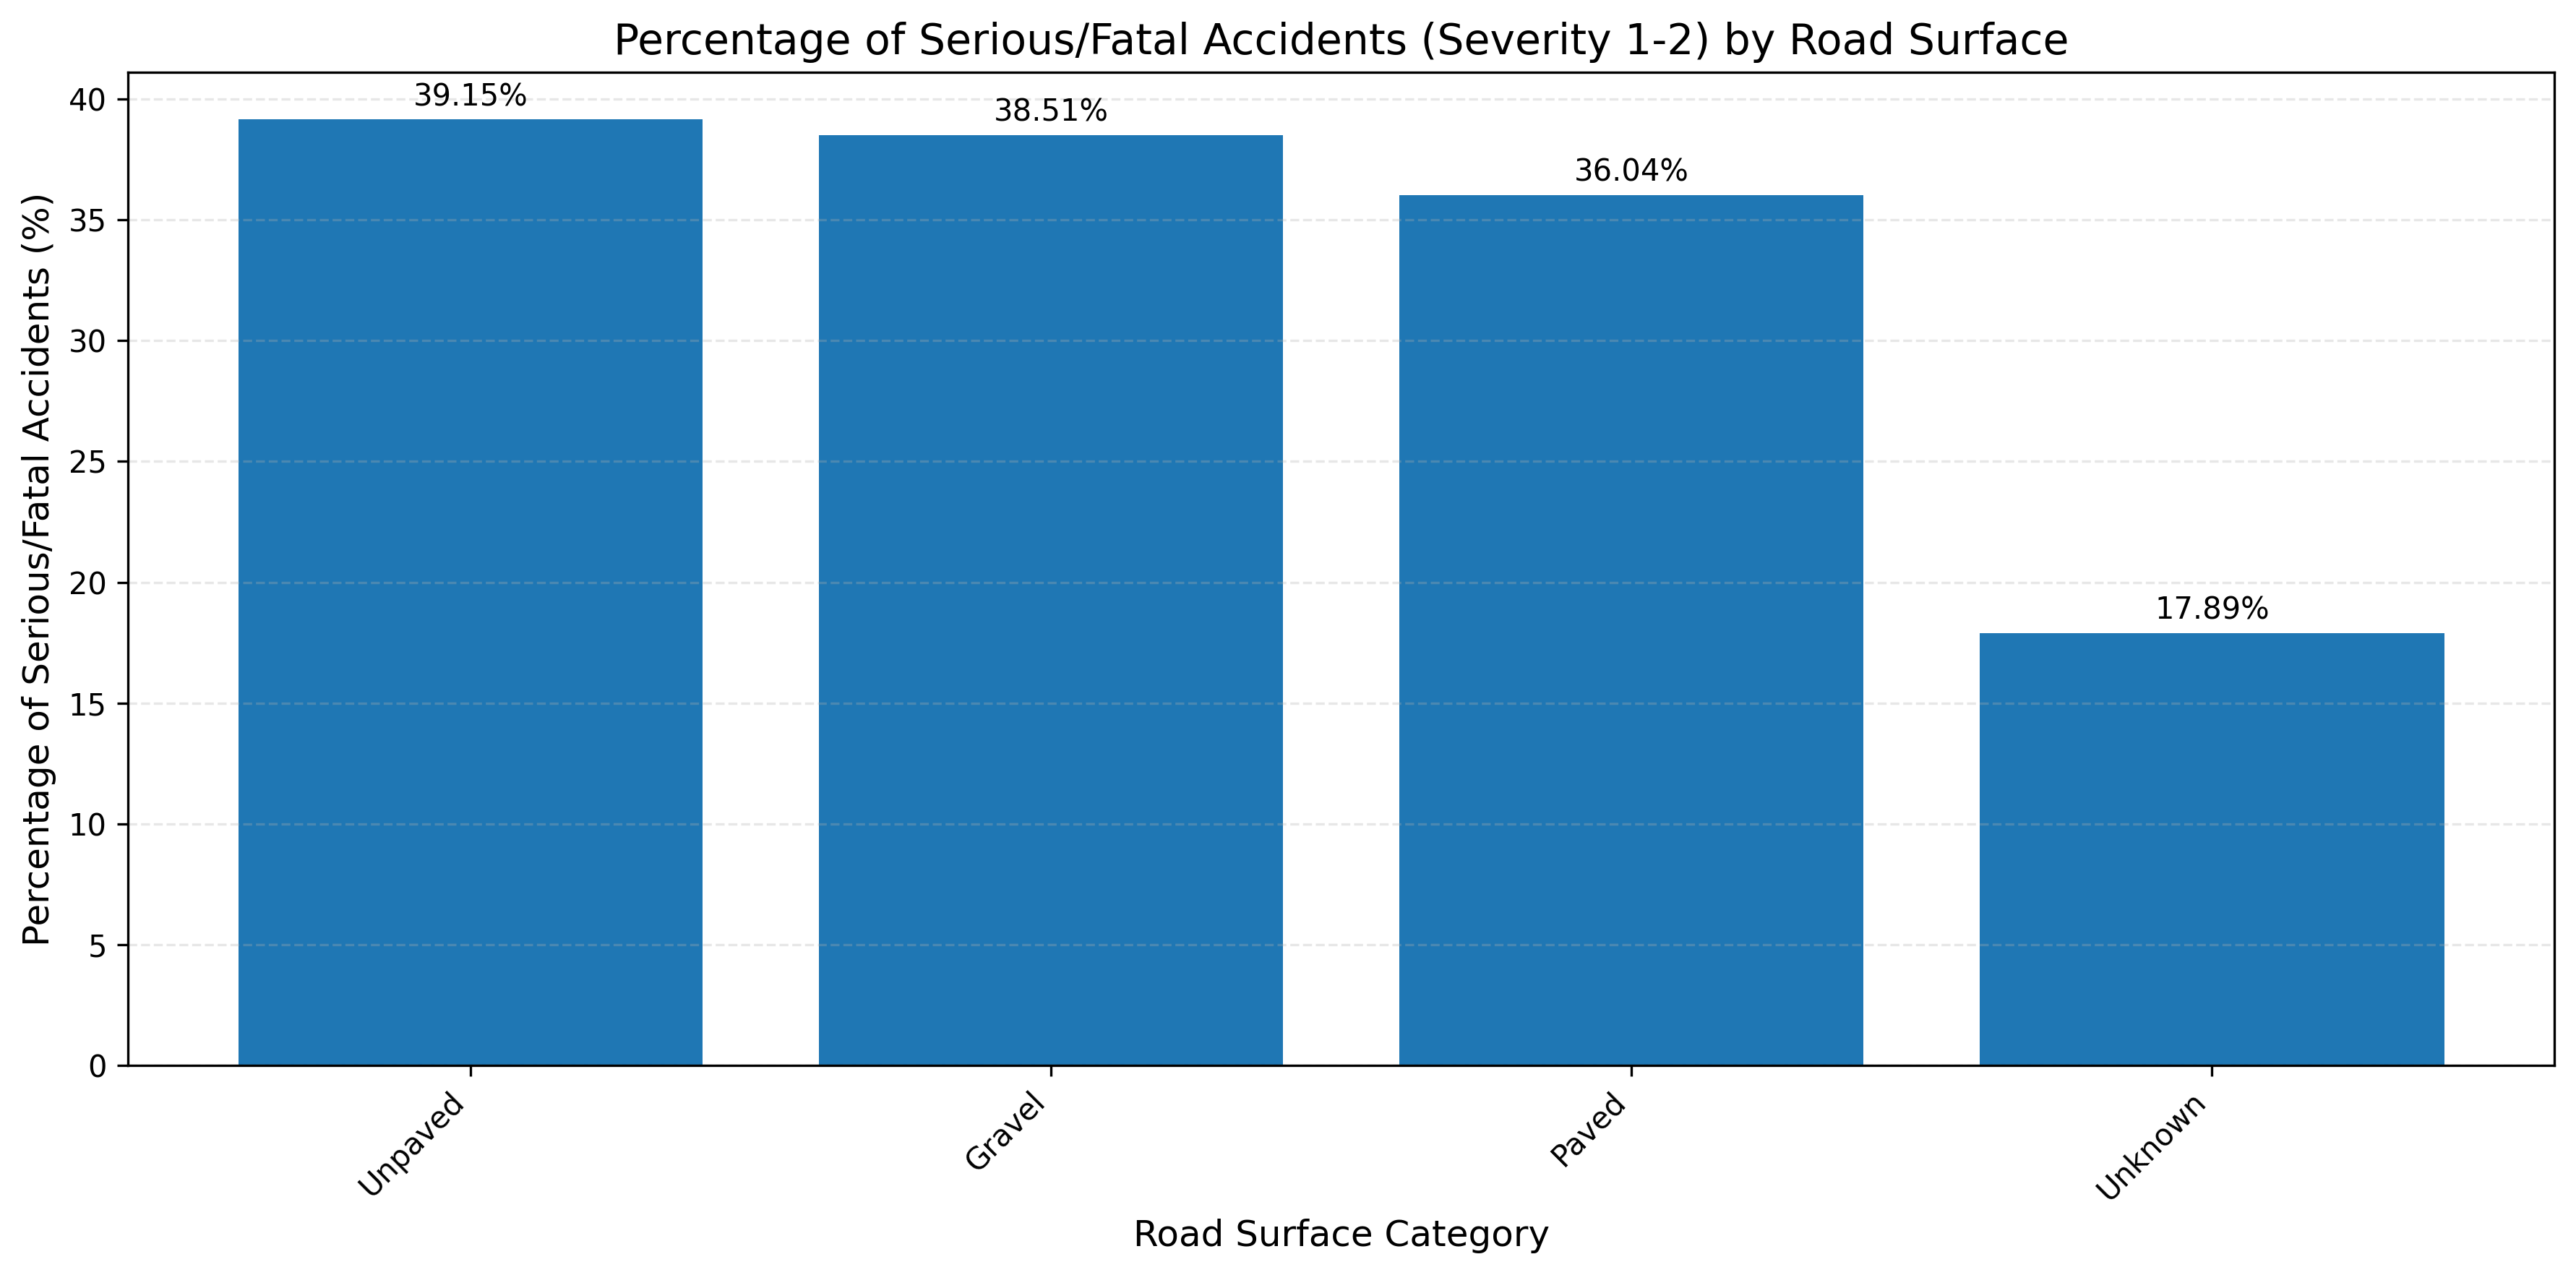 Percentage of Serious/Fatal Accidents (Severity 1-2) by Road Surface
Percentage of Serious/Fatal Accidents (%)
40
35
30
25
20
15
10
5
0
39.15%
38.51%
36.04%
17.89%
Unpaved
Gravel
Paved
Unknown
Road Surface Category